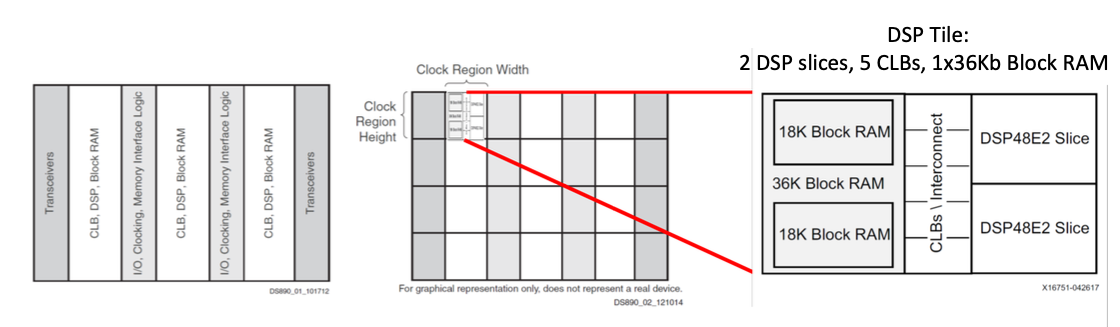 DSP Tile:
2 DSP slices, 5 CLBs, 1x36Kb Block RAM
Transceivers
CLB, DSP, Block RAM
I/O, Clocking, Memory Interface Logic
CLB, DSP, Block RAM
I/O, Clocking, Memory Interface Logic
CLB, DSP, Block RAM
Transceivers
DS890_01_101712
Clock Region Width
Clock
Region
Height
For graphical representation only, does not represent a real device.
DS890_02_121014
18K Block RAM
36K Block RAM
18K Block RAM
CLBs \ Interconnect
DSP48E2 Slice
DSP48E2 Slice
X16751-042617